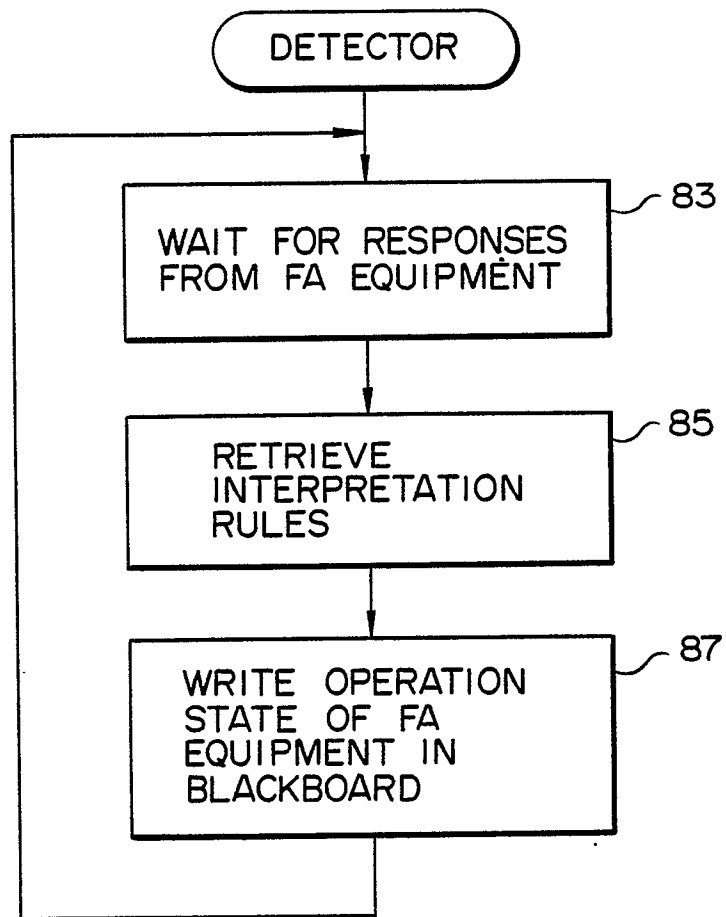 DETECTOR
83
WAIT FOR RESPONSES
FROM FA EQUIPMENT
85
RETRIEVE
INTERPRETATION
RULES
87
WRITE OPERATION
STATE OF FA
EQUIPMENT IN
BLACKBOARD